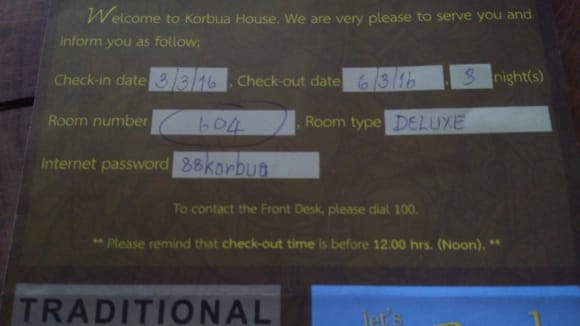 Welcome to Korbua House. We are very please to serve you and
inform you as follow;
Check-in date 3/3/16, Check-out date 6/3/16, 3 night(s)
Room number 604, Room type DELUXE
Internet password 88korbua
To contact the Front Desk, please dial 100.
** Please remind that check-out time is before 12.00 hrs. (Noon). **
TRADITIONAL
let's